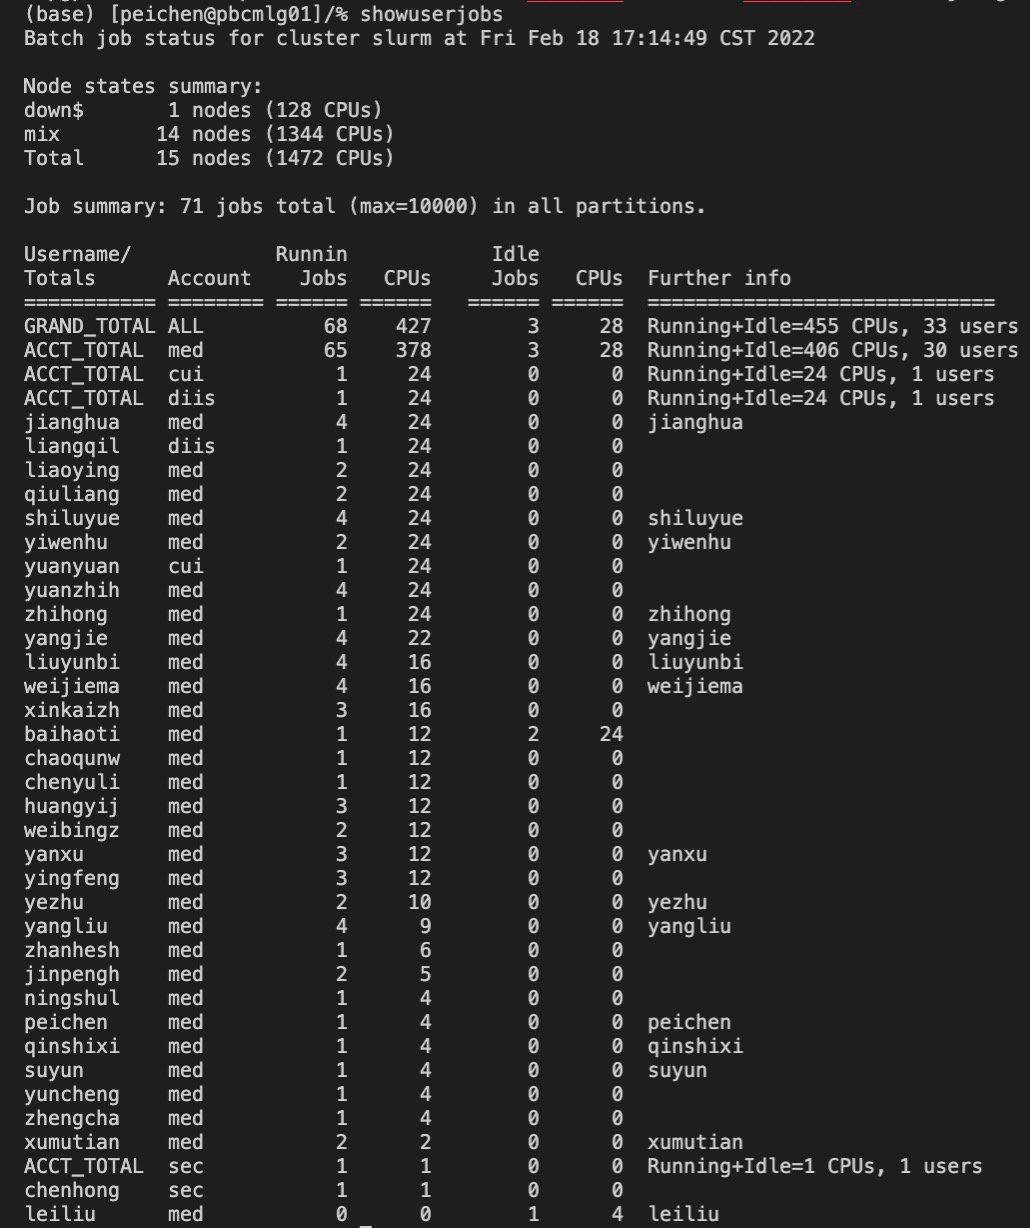 (base) [peichen@pbcmlg01]/% showuserjobs
Batch job status for cluster slurm at Fri Feb 18 17:14:49 CST 2022
Node states summary:
down$       1 nodes (128 CPUs)
mix        14 nodes (1344 CPUs)
Total      15 nodes (1472 CPUs)
Job summary: 71 jobs total (max=10000) in all partitions.
Username/            Runnin            Idle
Totals      Account    Jobs   CPUs     Jobs   CPUs  Further info
=========== ======== ====== ======   ====== ======  =============================
GRAND_TOTAL ALL          68    427        3     28  Running+Idle=455 CPUs, 33 users
ACCT_TOTAL  med          65    378        3     28  Running+Idle=406 CPUs, 30 users
ACCT_TOTAL  cui           1     24        0      0  Running+Idle=24 CPUs, 1 users
ACCT_TOTAL  diis          1     24        0      0  Running+Idle=24 CPUs, 1 users
jianghua    med           4     24        0      0  jianghua
liangqil    diis          1     24        0      0
liaoying    med           2     24        0      0
qiuliang    med           2     24        0      0
shiluyue    med           4     24        0      0  shiluyue
yiwenhu     med           2     24        0      0  yiwenhu
yuanyuan    cui           1     24        0      0
yuanzhih    med           4     24        0      0
zhihong     med           1     24        0      0  zhihong
yangjie     med           4     22        0      0  yangjie
liuyunbi    med           4     16        0      0  liuyunbi
weijiema    med           4     16        0      0  weijiema
xinkaizh    med           3     16        0      0
baihaoti    med           1     12        2     24
chaoqunw    med           1     12        0      0
chenyuli    med           1     12        0      0
huangyij    med           3     12        0      0
weibingz    med           2     12        0      0
yanxu       med           3     12        0      0  yanxu
yingfeng    med           3     12        0      0
yezhu       med           2     10        0      0  yezhu
yangliu     med           4      9        0      0  yangliu
zhanhesh    med           1      6        0      0
jinpengh    med           2      5        0      0
ningshul    med           1      4        0      0
peichen     med           1      4        0      0  peichen
qinshixi    med           1      4        0      0  qinshixi
suyun       med           1      4        0      0  suyun
yuncheng    med           1      4        0      0
zhengcha    med           1      4        0      0
xumutian    med           2      2        0      0  xumutian
ACCT_TOTAL  sec           1      1        0      0  Running+Idle=1 CPUs, 1 users
chenhong    sec           1      1        0      0
leiliu      med           0      0        1      4  leiliu